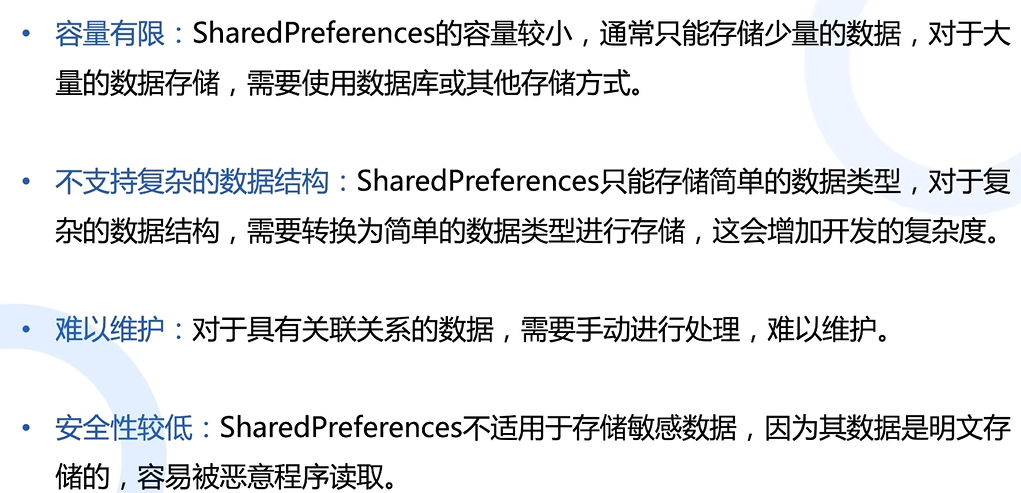 • 容量有限：SharedPreferences的容量较小，通常只能存储少量的数据，对于大
量的数据存储，需要使用数据库或其他存储方式。
• 不支持复杂的数据结构：SharedPreferences只能存储简单的数据类型，对于复
杂的数据结构，需要转换为简单的数据类型进行存储，这会增加开发的复杂度。
• 难以维护：对于具有关联关系的数据，需要手动进行处理，难以维护。
• 安全性较低：SharedPreferences不适用于存储敏感数据，因为其数据是明文存
储的，容易被恶意程序读取。